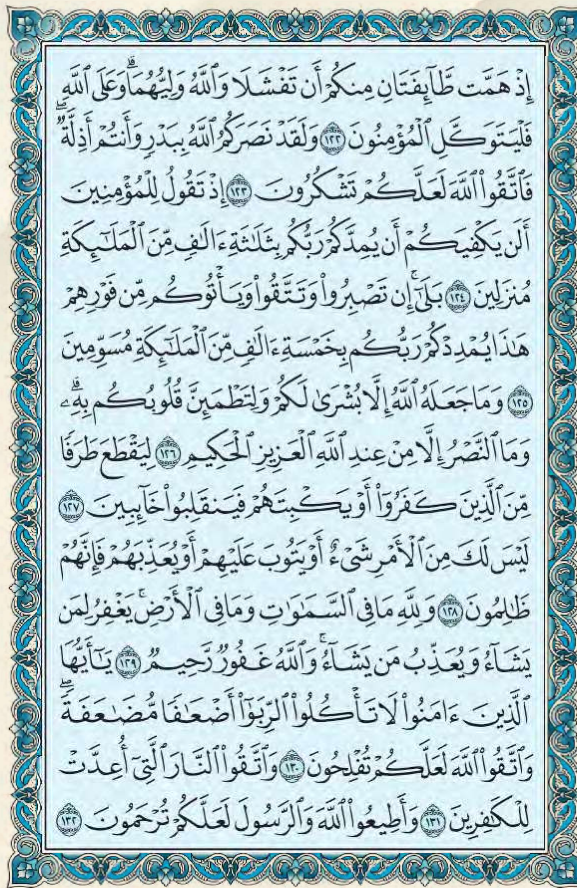 إِذْ هَمَّت طَّآئِفَتَانِ مِنكُمْ أَن تَفْشَلَا وَٱللَّهُ وَلِيُّهُمَاۗ وَعَلَى ٱللَّهِ
فَلْيَتَوَكَّلِ ٱلْمُؤْمِنُونَ ١٢٢ وَلَقَدْ نَصَرَكُمُ ٱللَّهُ بِبَدْرٍ وَأَنتُمْ أَذِلَّةٌۖ
فَٱتَّقُوا۟ ٱللَّهَ لَعَلَّكُمْ تَشْكُرُونَ ١٢٣ إِذْ تَقُولُ لِلْمُؤْمِنِينَ
أَلَن يَكْفِيَكُمْ أَن يُمِدَّكُمْ رَبُّكُم بِثَلَـٰثَةِ ءَالَـٰفٍ مِّنَ ٱلْمَلَـٰٓئِكَةِ
مُنزَلِينَ ١٢٤ بَلَىٰٓۚ إِن تَصْبِرُوا۟ وَتَتَّقُوا۟ وَيَأْتُوكُم مِّن فَوْرِهِمْ
هَـٰذَا يُمْدِدْكُمْ رَبُّكُم بِخَمْسَةِ ءَالَـٰفٍ مِّنَ ٱلْمَلَـٰٓئِكَةِ مُسَوِّمِينَ
١٢٥ وَمَا جَعَلَهُ ٱللَّهُ إِلَّا بُشْرَىٰ لَكُمْ وَلِتَطْمَئِنَّ قُلُوبُكُم بِهِۦۗ
وَمَا ٱلنَّصْرُ إِلَّا مِنْ عِندِ ٱللَّهِ ٱلْعَزِيزِ ٱلْحَكِيمِ ١٢٦ لِيَقْطَعَ طَرَفًا
مِّنَ ٱلَّذِينَ كَفَرُوٓا۟ أَوْ يَكْبِتَهُمْ فَيَنقَلِبُوا۟ خَآئِبِينَ ١٢٧
لَيْسَ لَكَ مِنَ ٱلْأَمْرِ شَىْءٌ أَوْ يَتُوبَ عَلَيْهِمْ أَوْ يُعَذِّبَهُمْ فَإِنَّهُمْ
ظَـٰلِمُونَ ١٢٨ وَلِلَّهِ مَا فِى ٱلسَّمَـٰوَٰتِ وَمَا فِى ٱلْأَرْضِۚ يَغْفِرُ لِمَن
يَشَآءُ وَيُعَذِّبُ مَن يَشَآءُۚ وَٱللَّهُ غَفُورٌ رَّحِيمٌ ١٢٩ يَـٰٓأَيُّهَا
ٱلَّذِينَ ءَامَنُوا۟ لَا تَأْكُلُوا۟ ٱلرِّبَوٰٓا۟ أَضْعَـٰفًا مُّضَـٰعَفَةًۖ
وَٱتَّقُوا۟ ٱللَّهَ لَعَلَّكُمْ تُفْلِحُونَ ١٣٠ وَٱتَّقُوا۟ ٱلنَّارَ ٱلَّتِىٓ أُعِدَّتْ
لِلْكَـٰفِرِينَ ١٣١ وَأَطِيعُوا۟ ٱللَّهَ وَٱلرَّسُولَ لَعَلَّكُمْ تُرْحَمُونَ ١٣٢